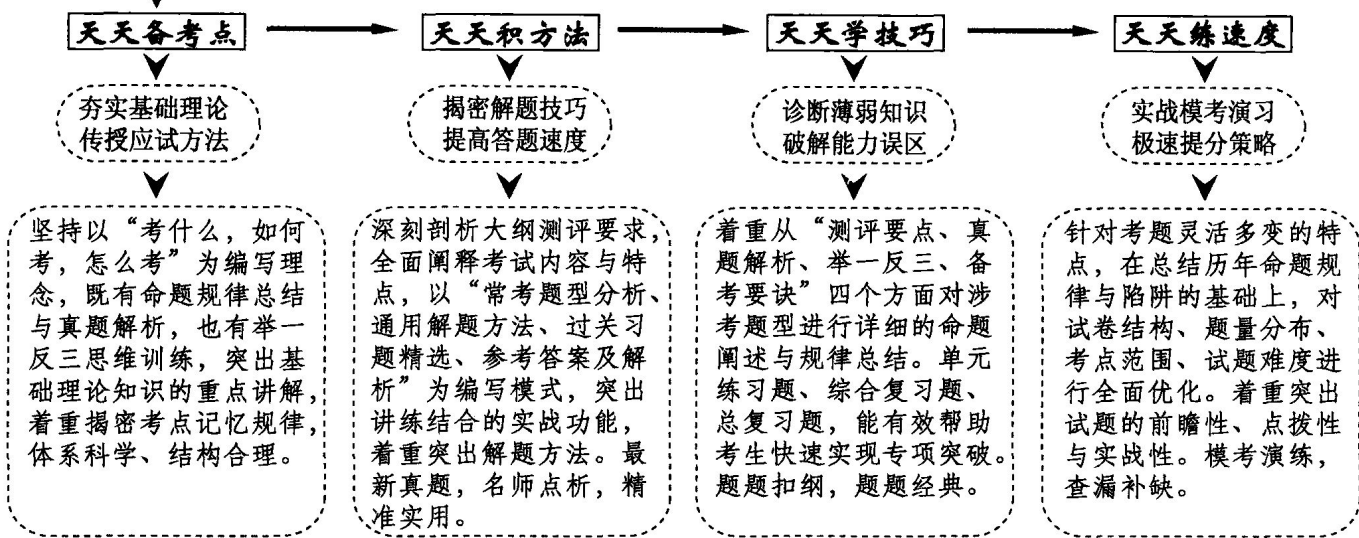 天天备考点
天天积方法
天天学技巧
天天练速度
夯实基础理论
传授应试方法
揭密解题技巧
提高答题速度
诊断薄弱知识
破解能力误区
实战模考演习
极速提分策略
坚持以“考什么，如何
考，怎么考”为编写理
念，既有命题规律总结
与真题解析，也有举一
反三思维训练，突出基
础理论知识的重点讲解，
着重揭密考点记忆规律，
体系科学、结构合理。
深刻剖析大纲测评要求，
全面阐释考试内容与特
点，以“常考题型分析、
通用解题方法、过关习
题精选、参考答案及解
析”为编写模式，突出
讲练结合的实战功能，
着重突出解题方法。最
新真题，名师点析，精
准实用。
着重从“测评要点、真
题解析、举一反三、备
考要诀”四个方面对涉
考题型进行详细的命题
阐述与规律总结。单元
练习题、综合复习题、
总复习题，能有效帮助
考生快速实现专项突破。
题题扣纲，题题经典。
针对考题灵活多变的特
点，在总结历年命题规
律与陷阱的基础上，对
试卷结构、题量分布、
考点范围、试题难度进
行全面优化。着重突出
试题的前瞻性、点拨性
与实战性。模考演练，
查漏补缺。